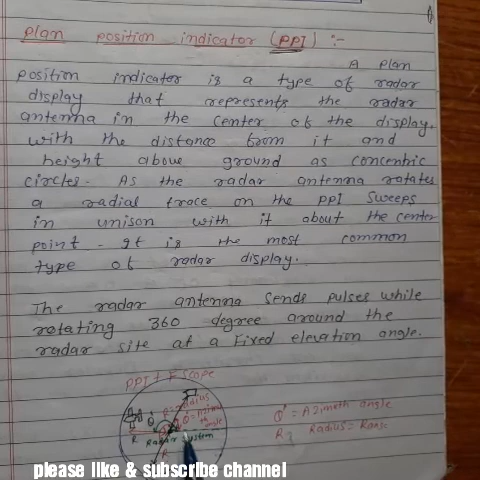 Plan position indicator (PPI) :-
A plan
position indicator is a type of radar
display that represents the radar
antenna in the center of the display,
with the distance from it and
height above ground as concentric
circles. As the radar antenna rotates
a radial trace on the PPI sweeps
in unison with it about the center
point. It is the most common
type of radar display.
The radar antenna sends pulses while
rotating 360 degree around the
radar site at a fixed elevation angle.
PPI SCOPE
R = Radius
θ = Azimeth angle
R Radar system
R
θ = Azimeth angle
R = Radius =
please like & subscribe channel